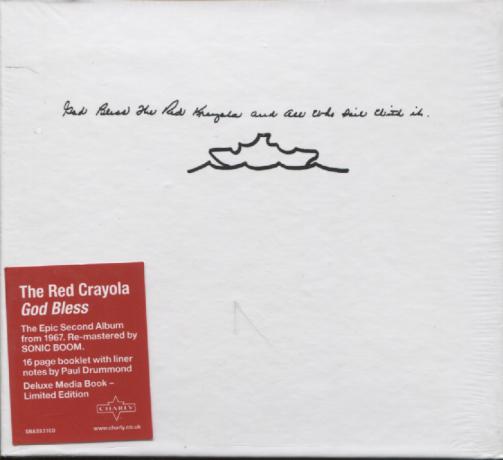 God Bless The Red Krayola and All Who Sail With it.
The Red Crayola
God Bless
The Epic Second Album
from 1967. Re-mastered by
SONIC BOOM.
16 page booklet with liner
notes by Paul Drummond
Deluxe Media Book –
Limited Edition
CHARLY
www.charly.co.uk